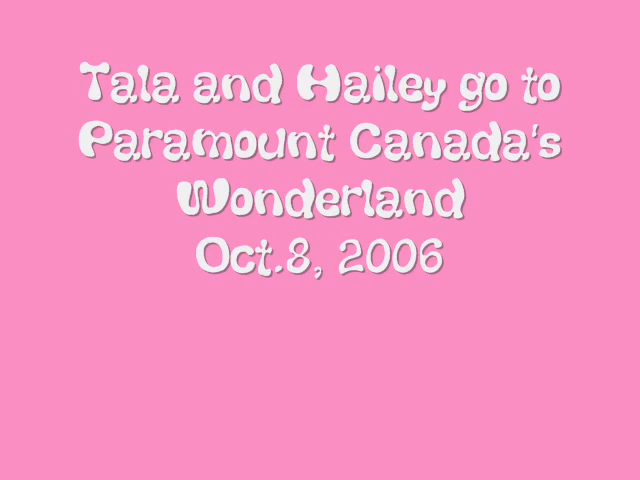 Tala and Hailey go to
Paramount Canada's
Wonderland
Oct.8, 2006